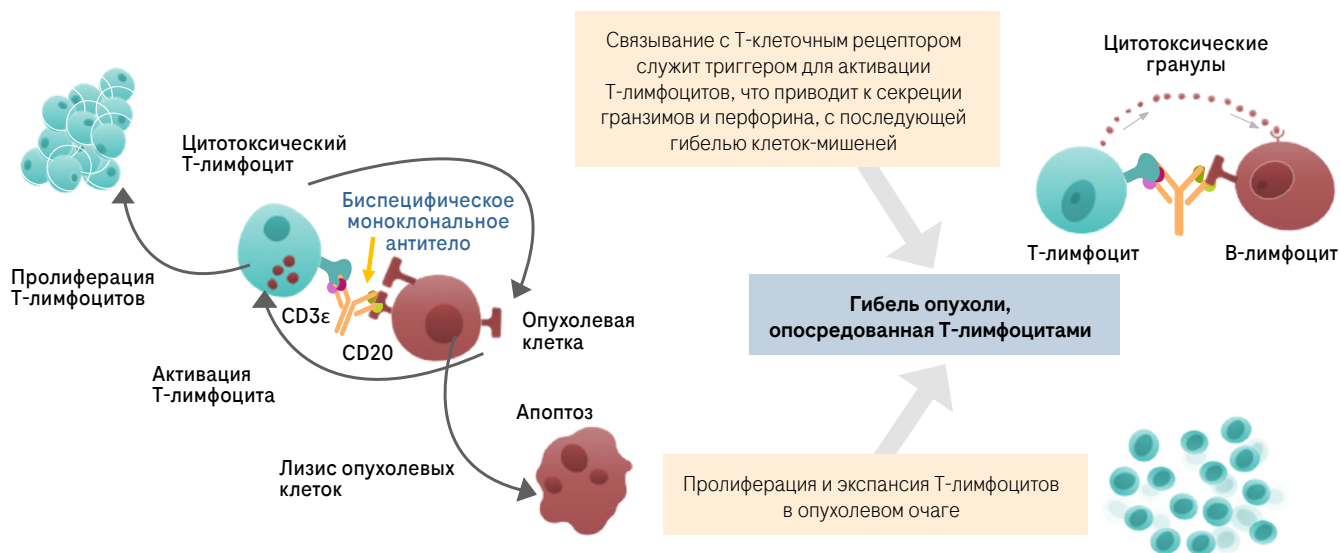 Цитотоксический
Т-лимфоцит
Биспецифическое
моноклональное
антитело
Пролиферация
Т-лимфоцитов
CD3ε
CD20
Опухолевая
клетка
Активация
Т-лимфоцита
Апоптоз
Лизис опухолевых
клеток
Связывание с Т-клеточным рецептором
служит триггером для активации
Т-лимфоцитов, что приводит к секреции
гранзимов и перфорина, с последующей
гибелью клеток-мишеней
Цитотоксические
гранулы
Т-лимфоцит
В-лимфоцит
Гибель опухоли,
опосредованная Т-лимфоцитами
Пролиферация и экспансия Т-лимфоцитов
в опухолевом очаге